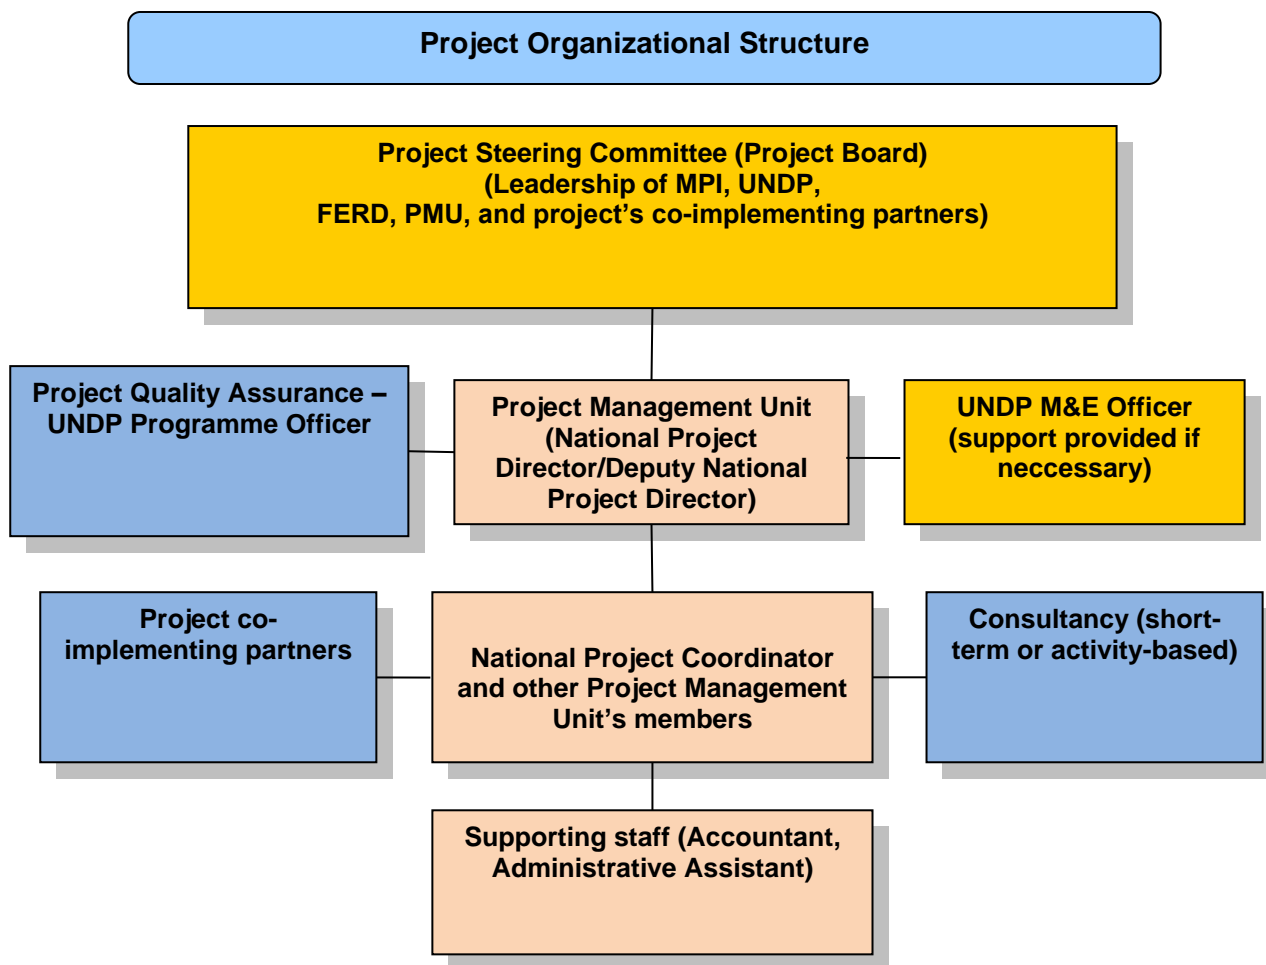 Project Organizational Structure
Project Steering Committee (Project Board)
(Leadership of MPI, UNDP,
FERD, PMU, and project’s co-implementing partners)
Project Quality Assurance –
UNDP Programme Officer
Project Management Unit
(National Project
Director/Deputy National
Project Director)
UNDP M&E Officer
(support provided if
neccessary)
Project co-
implementing partners
National Project Coordinator
and other Project Management
Unit’s members
Consultancy (short-
term or activity-based)
Supporting staff (Accountant,
Administrative Assistant)